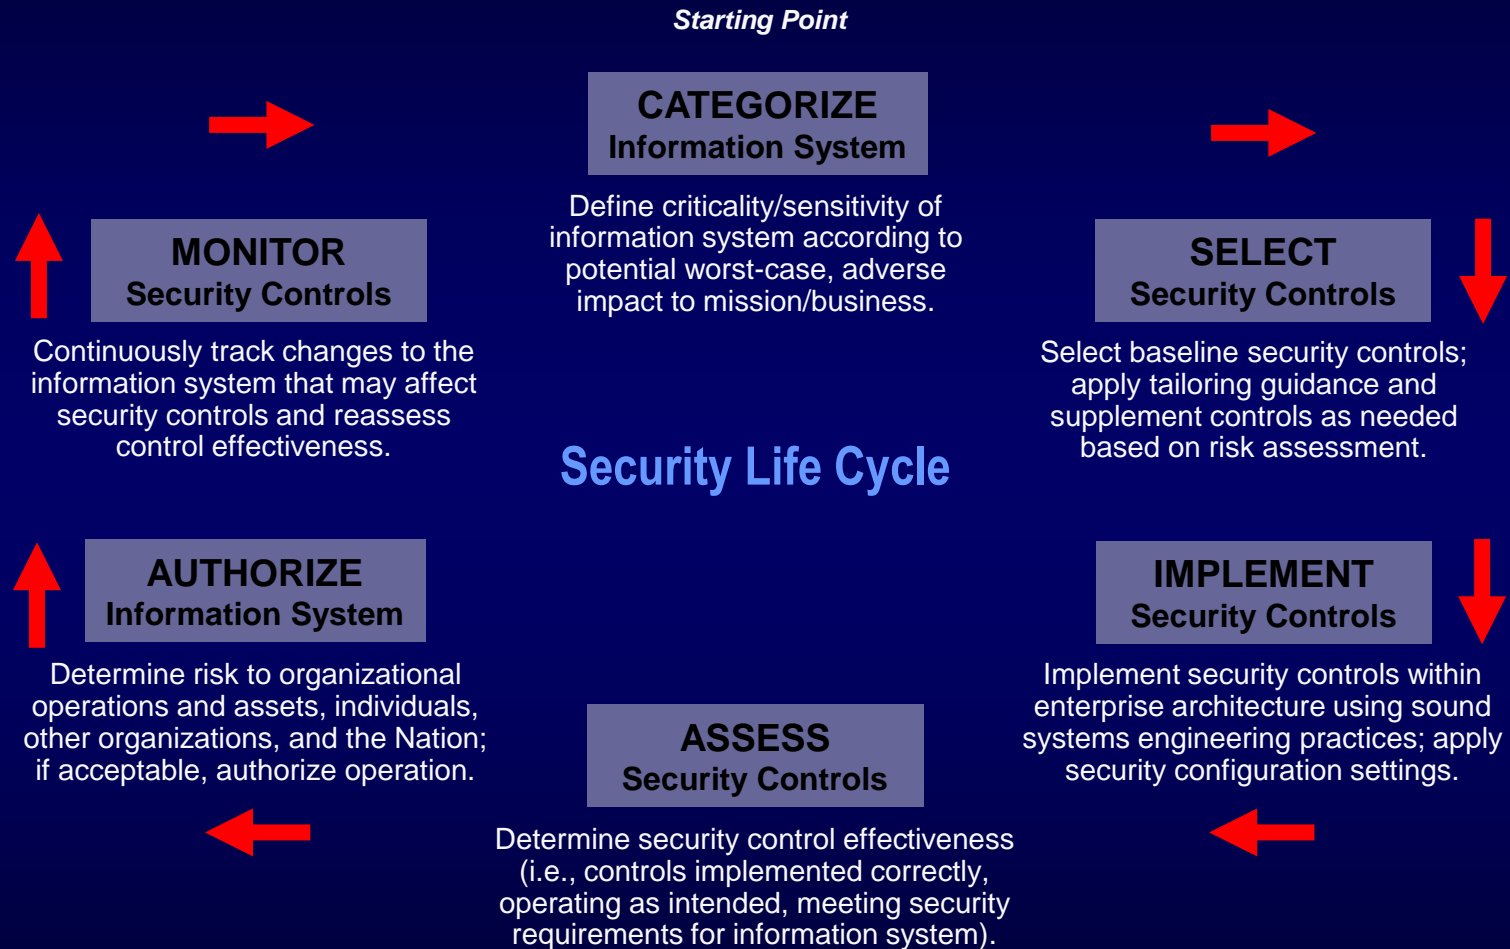 Starting Point
CATEGORIZE
Information System
Define criticality/sensitivity of
information system according to
potential worst-case, adverse
impact to mission/business.
MONITOR
Security Controls
Continuously track changes to the
information system that may affect
security controls and reassess
control effectiveness.
SELECT
Security Controls
Select baseline security controls;
apply tailoring guidance and
supplement controls as needed
based on risk assessment.
Security Life Cycle
AUTHORIZE
Information System
Determine risk to organizational
operations and assets, individuals,
other organizations, and the Nation;
if acceptable, authorize operation.
IMPLEMENT
Security Controls
Implement security controls within
enterprise architecture using sound
systems engineering practices; apply
security configuration settings.
ASSESS
Security Controls
Determine security control effectiveness
(i.e., controls implemented correctly,
operating as intended, meeting security
requirements for information system).